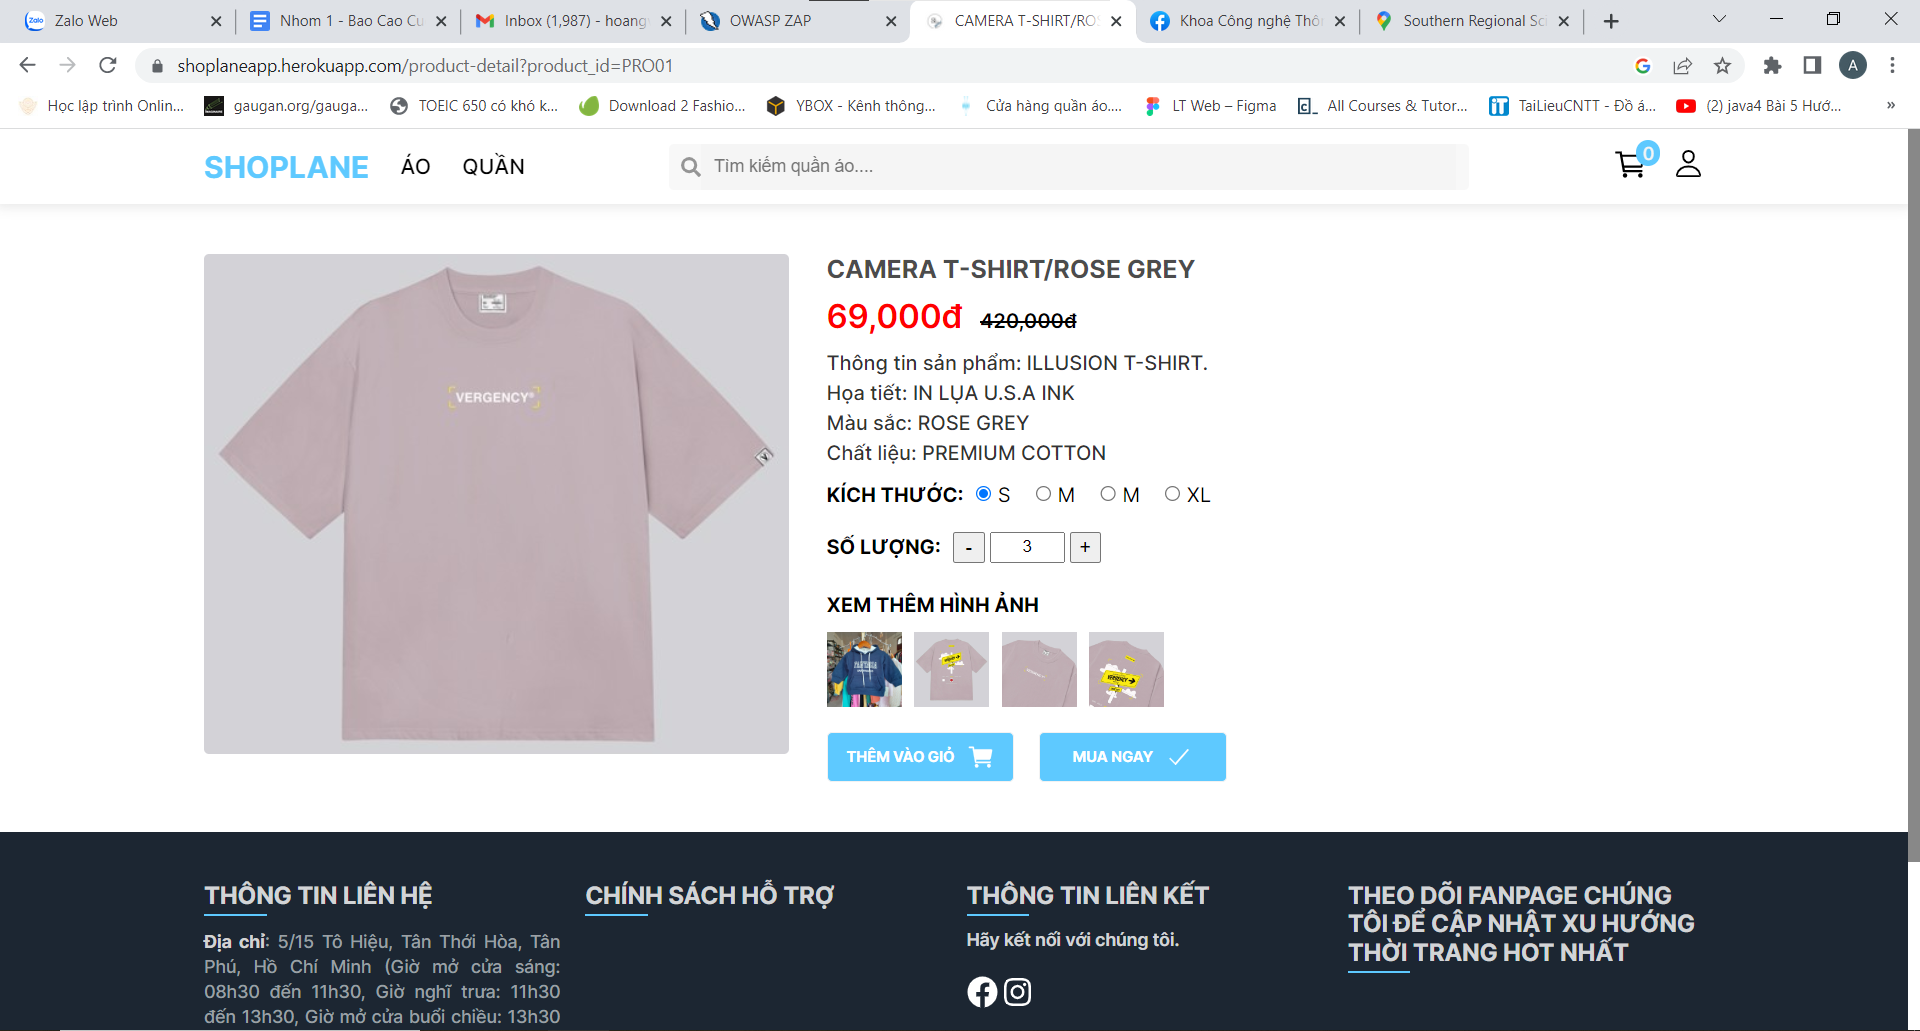 Zalo Web
Nhom 1 - Bao Cao Cu
Inbox (1,987) - hoang
OWASP ZAP
CAMERA T-SHIRT/ROS
Khoa Công nghệ Thôn
Southern Regional Sci
shoplaneapp.herokuapp.com/product-detail?product_id=PRO01
A
Học lập trình Onlin...
gaugan.org/gauga...
TOEIC 650 có khó k...
Download 2 Fashio...
YBOX - Kênh thông...
Cửa hàng quần áo....
LT Web – Figma
All Courses & Tutor...
TaiLieuCNTT - Đồ á...
(2) java4 Bài 5 Hướ...
»
SHOPLANE
ÁO
QUẦN
Tìm kiếm quần áo....
0
VERGENCY®
CAMERA T-SHIRT/ROSE GREY
69,000đ 420,000đ
Thông tin sản phẩm: ILLUSION T-SHIRT.
Họa tiết: IN LỤA U.S.A INK
Màu sắc: ROSE GREY
Chất liệu: PREMIUM COTTON
KÍCH THƯỚC: S M M XL
SỐ LƯỢNG: - 3 +
XEM THÊM HÌNH ẢNH
THÊM VÀO GIỎ
MUA NGAY
THÔNG TIN LIÊN HỆ
Địa chỉ: 5/15 Tô Hiệu, Tân Thới Hòa, Tân
Phú, Hồ Chí Minh (Giờ mở cửa sáng:
08h30 đến 11h30, Giờ nghĩ trưa: 11h30
đến 13h30, Giờ mở cửa buổi chiều: 13h30
CHÍNH SÁCH HỖ TRỢ
THÔNG TIN LIÊN KẾT
Hãy kết nối với chúng tôi.
THEO DÕI FANPAGE CHÚNG
TÔI ĐỂ CẬP NHẬT XU HƯỚNG
THỜI TRANG HOT NHẤT